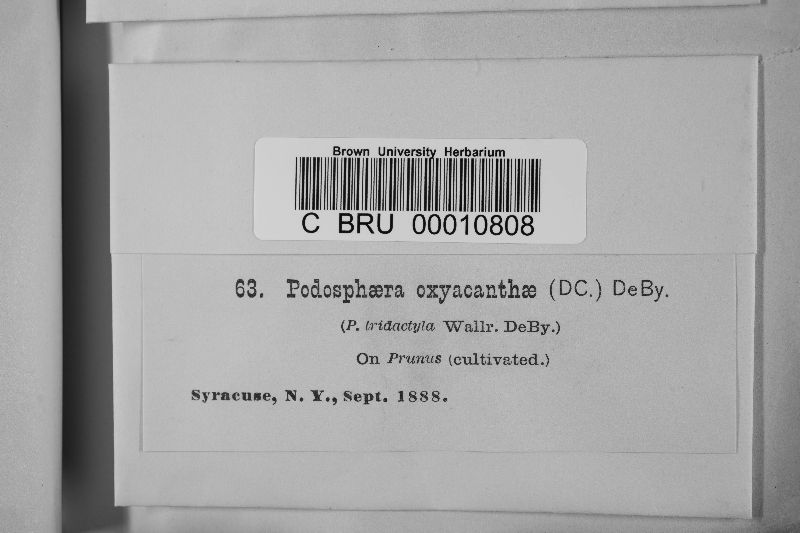 Brown University Herbarium
C BRU 00010808
63. Podosphæra oxyacanthæ (DC.) DeBy.
(P. tridactyla Wallr. DeBy.)
On Prunus (cultivated.)
Syracuse, N. Y., Sept. 1888.